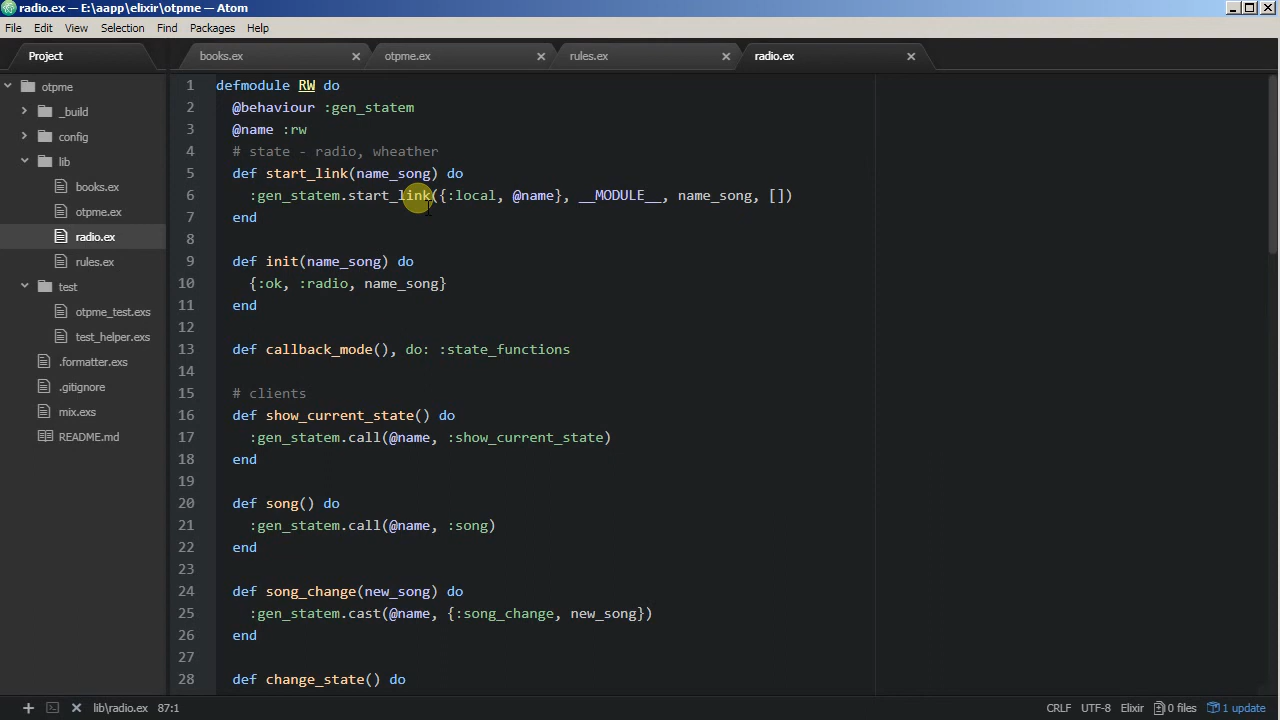 radio.ex — E:\aapp\elixir\otpme — Atom
File Edit View Selection Find Packages Help
Project
books.ex
otpme.ex
rules.ex
radio.ex
otpme
_build
config
lib
books.ex
otpme.ex
radio.ex
rules.ex
test
otpme_test.exs
test_helper.exs
.formatter.exs
.gitignore
mix.exs
README.md
1 defmodule RW do
2 @behaviour :gen_statem
3 @name :rw
4 # state - radio, wheather
5 def start_link(name_song) do
6 :gen_statem.start_link({:local, @name}, __MODULE__, name_song, [])
7 end
8
9 def init(name_song) do
10 {:ok, :radio, name_song}
11 end
12
13 def callback_mode(), do: :state_functions
14
15 # clients
16 def show_current_state() do
17 :gen_statem.call(@name, :show_current_state)
18 end
19
20 def song() do
21 :gen_statem.call(@name, :song)
22 end
23
24 def song_change(new_song) do
25 :gen_statem.cast(@name, {:song_change, new_song})
26 end
27
28 def change_state() do
lib\radio.ex 87:1 CRLF UTF-8 Elixir 0 files 1 update